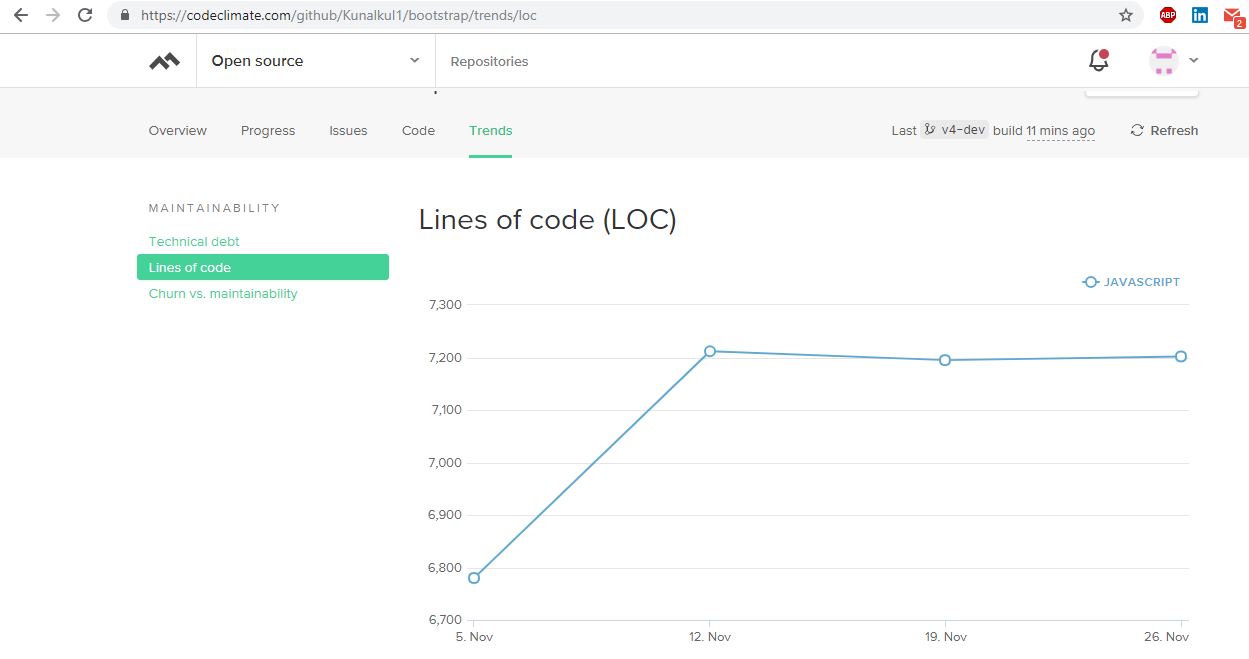 https://codeclimate.com/github/Kunalkul1/bootstrap/trends/loc
ABP
in
2
Open source
Repositories
Overview Progress Issues Code Trends
Last v4-dev build 11 mins ago
Refresh
MAINTAINABILITY
Technical debt
Lines of code
Churn vs. maintainability
Lines of code (LOC)
JAVASCRIPT
7,300
7,200
7,100
7,000
6,900
6,800
6,700
5. Nov 12. Nov 19. Nov 26. Nov